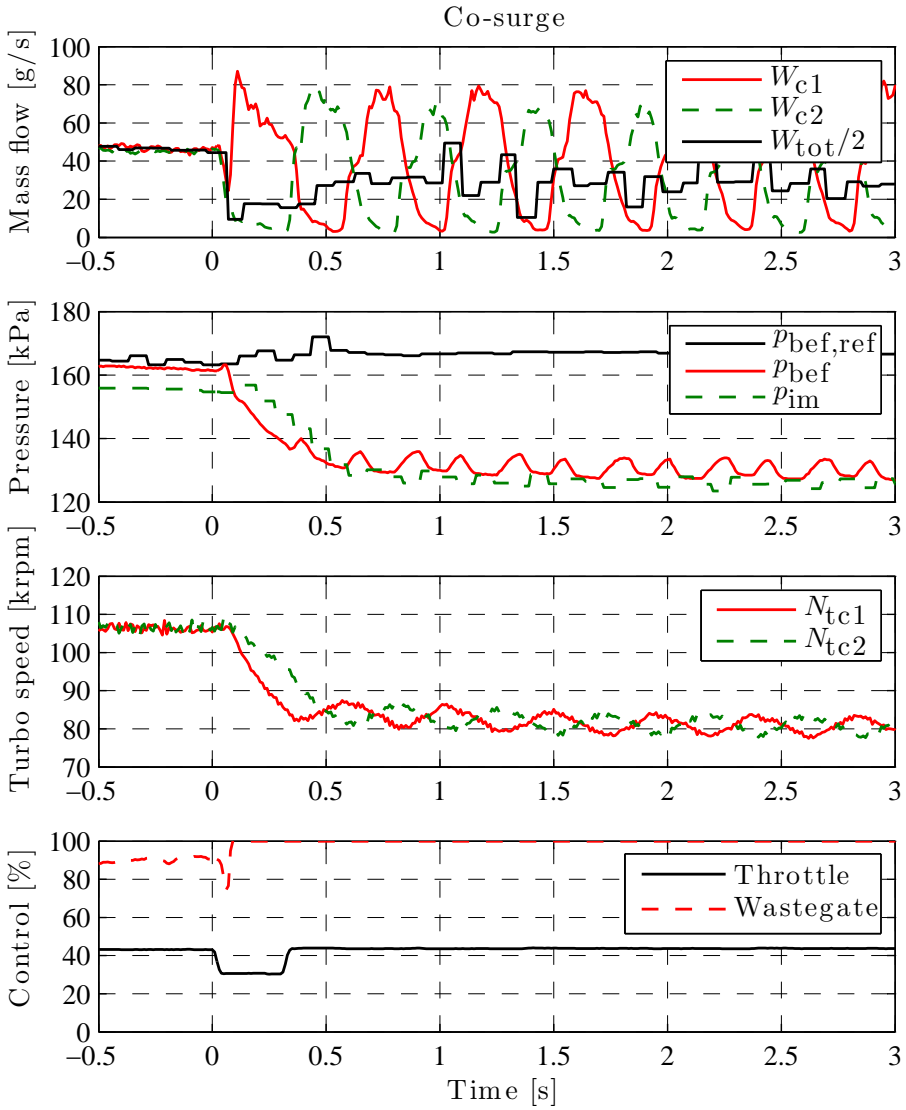 Co-surge
Mass flow [g/s]
100
80
60
40
20
0
W_c1
W_c2
W_tot/2
−0.5 0 0.5 1 1.5 2 2.5 3
Pressure [kPa]
180
160
140
120
p_bef,ref
p_bef
p_im
−0.5 0 0.5 1 1.5 2 2.5 3
Turbo speed [krpm]
120
110
100
90
80
70
N_tc1
N_tc2
−0.5 0 0.5 1 1.5 2 2.5 3
Control [%]
100
80
60
40
20
0
Throttle
Wastegate
−0.5 0 0.5 1 1.5 2 2.5 3
Time [s]